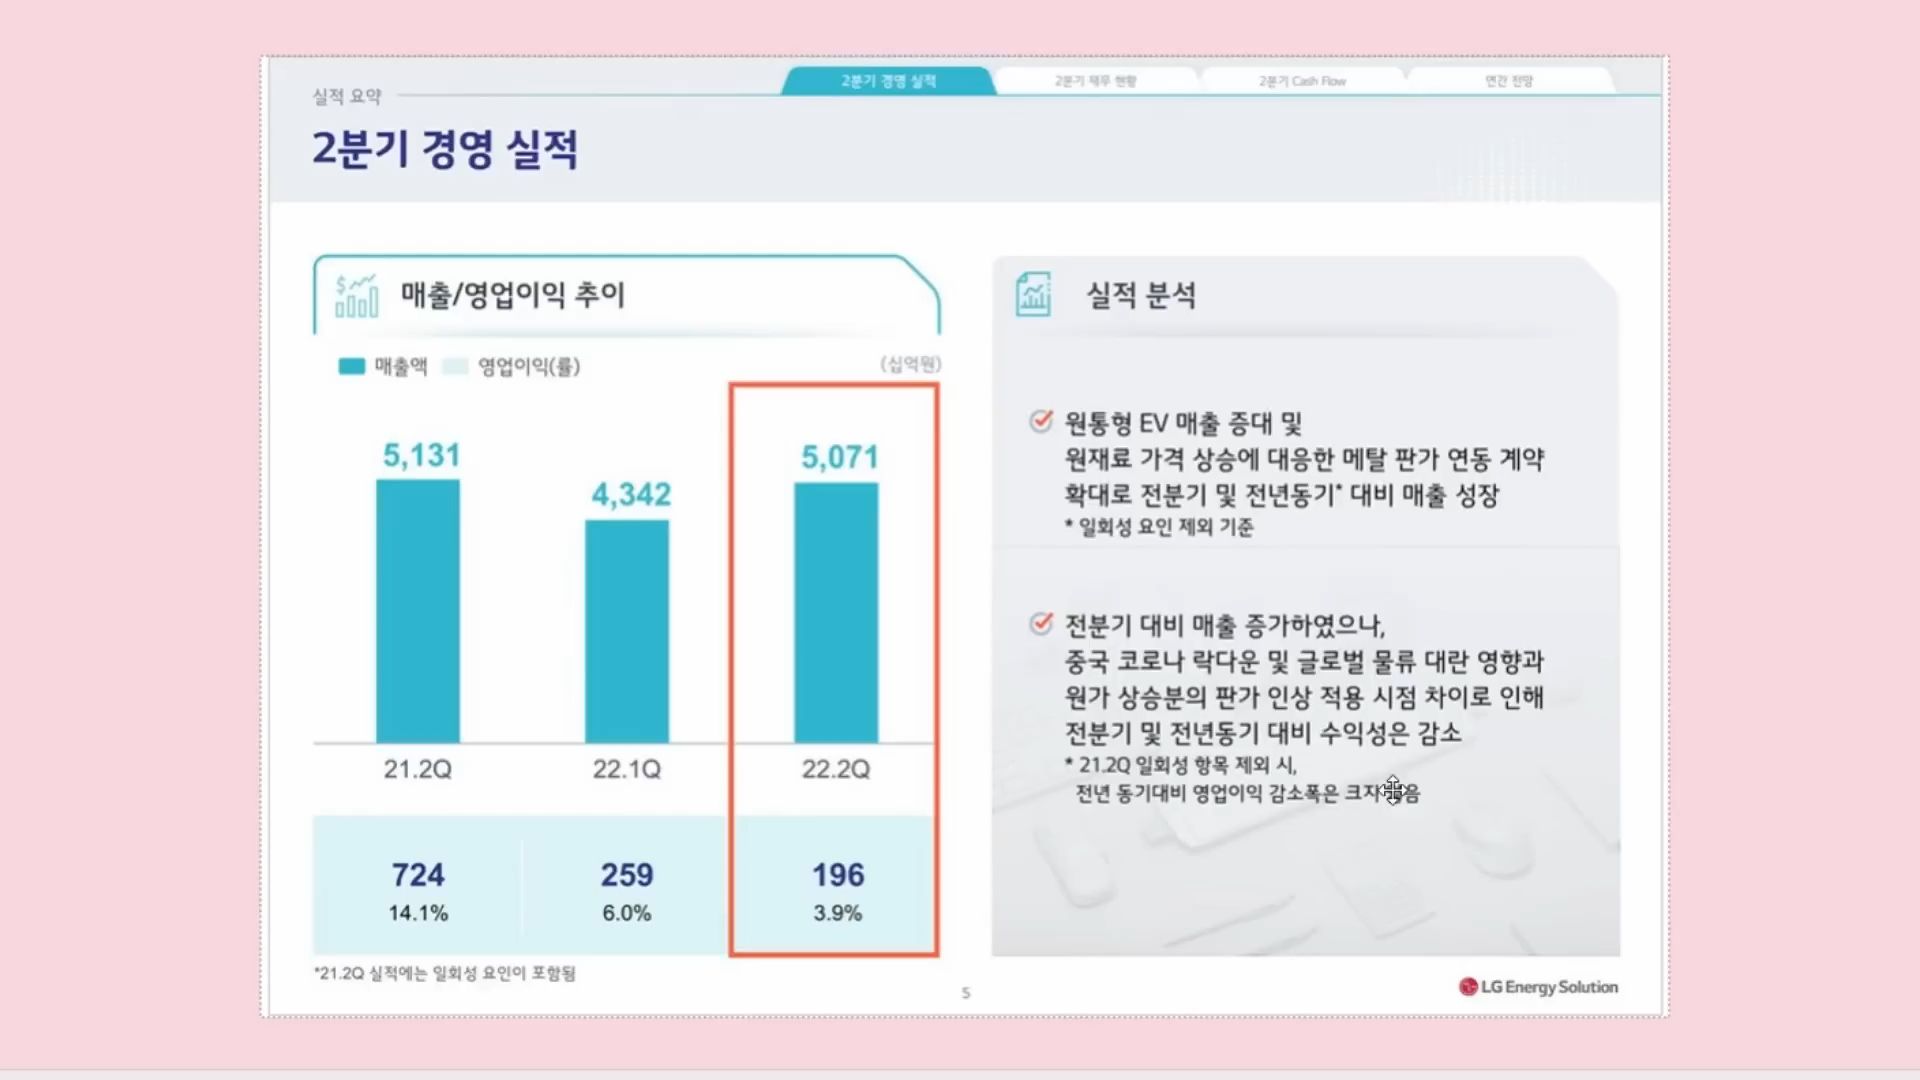 실적 요약
2분기 경영 실적
2분기 재무 현황
2분기 Cash Flow
연간 전망
2분기 경영 실적
매출/영업이익 추이
매출액
영업이익(률)
(십억원)
5,131
4,342
5,071
21.2Q
22.1Q
22.2Q
724
259
196
14.1%
6.0%
3.9%
*21.2Q 실적에는 일회성 요인이 포함됨
실적 분석
원통형 EV 매출 증대 및
원재료 가격 상승에 대응한 메탈 판가 연동 계약
확대로 전분기 및 전년동기* 대비 매출 성장
* 일회성 요인 제외 기준
전분기 대비 매출 증가하였으나,
중국 코로나 락다운 및 글로벌 물류 대란 영향과
원가 상승분의 판가 인상 적용 시점 차이로 인해
전분기 및 전년동기 대비 수익성은 감소
* 21.2Q 일회성 항목 제외 시,
전년 동기대비 영업이익 감소폭은
5
LG Energy Solution